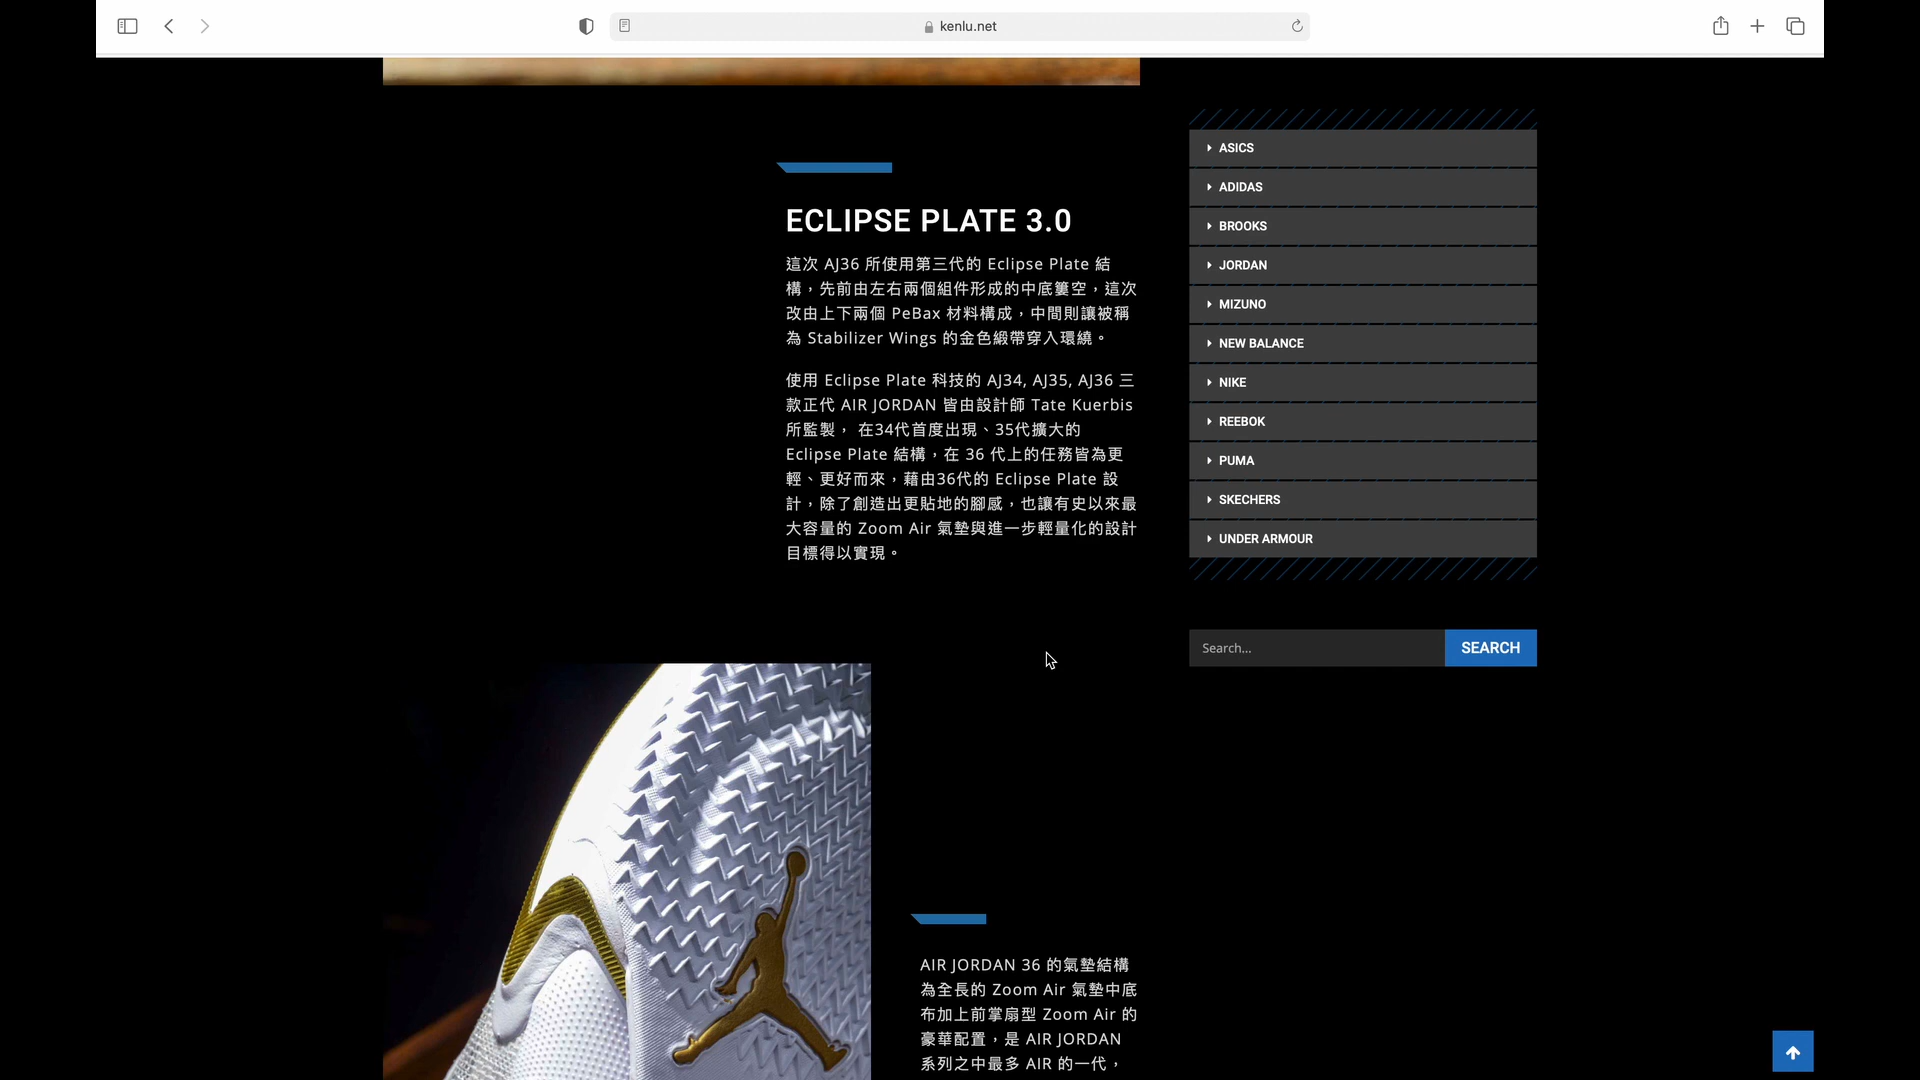 kenlu.net
ECLIPSE PLATE 3.0
這次 AJ36 所使用第三代的 Eclipse Plate 結
構，先前由左右兩個組件形成的中底簍空，這次
改由上下兩個 PeBax 材料構成，中間則讓被稱
為 Stabilizer Wings 的金色緞帶穿入環繞。
使用 Eclipse Plate 科技的 AJ34, AJ35, AJ36 三
款正代 AIR JORDAN 皆由設計師 Tate Kuerbis
所監製， 在34代首度出現、35代擴大的
Eclipse Plate 結構，在 36 代上的任務皆為更
輕、更好而來，藉由36代的 Eclipse Plate 設
計，除了創造出更貼地的腳感，也讓有史以來最
大容量的 Zoom Air 氣墊與進一步輕量化的設計
目標得以實現。
AIR JORDAN 36 的氣墊結構
為全長的 Zoom Air 氣墊中底
布加上前掌扇型 Zoom Air 的
豪華配置，是 AIR JORDAN
系列之中最多 AIR 的一代，
ASICS
ADIDAS
BROOKS
JORDAN
MIZUNO
NEW BALANCE
NIKE
REEBOK
PUMA
SKECHERS
UNDER ARMOUR
Search...
SEARCH